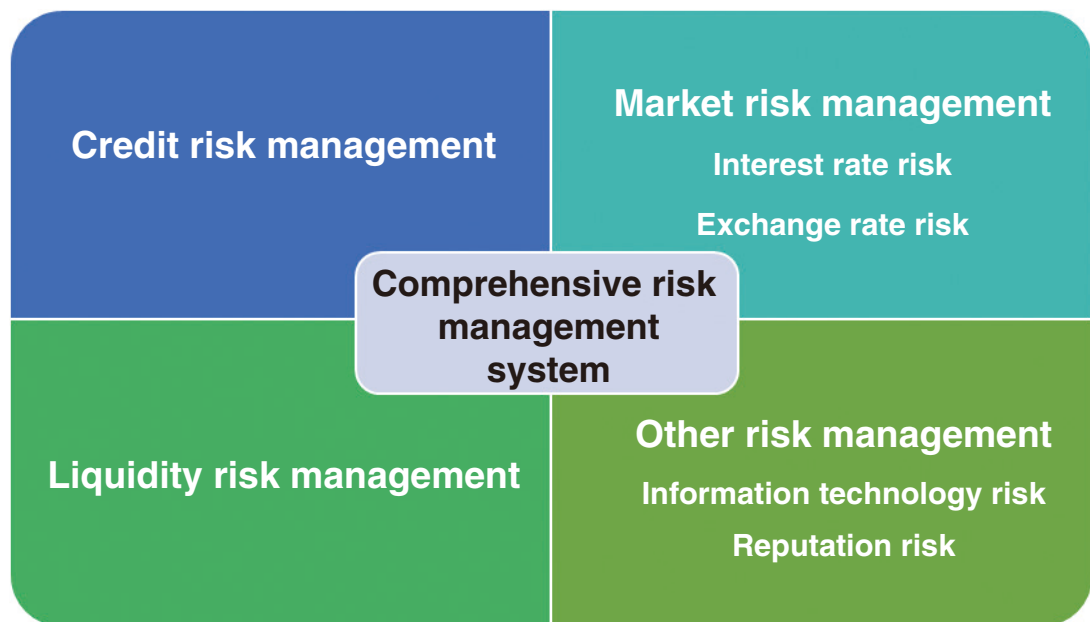 Credit risk management
Market risk management
Interest rate risk
Exchange rate risk
Comprehensive risk
management
system
Liquidity risk management
Other risk management
Information technology risk
Reputation risk